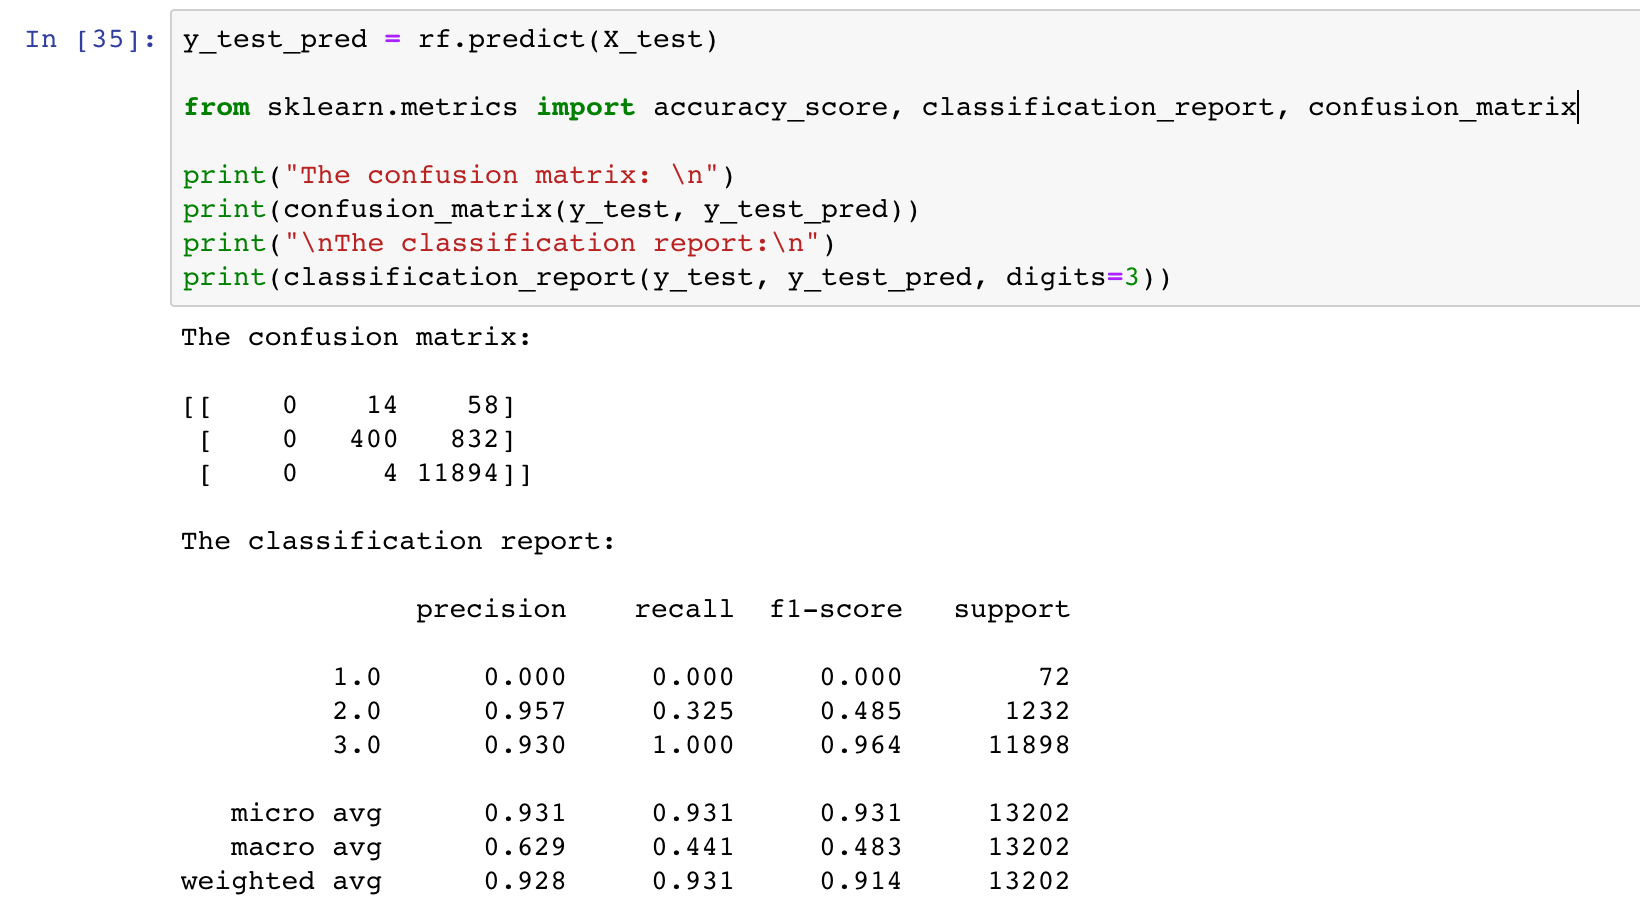 In [35]: y_test_pred = rf.predict(X_test)
from sklearn.metrics import accuracy_score, classification_report, confusion_matrix
print("The confusion matrix: \n")
print(confusion_matrix(y_test, y_test_pred))
print("\nThe classification report:\n")
print(classification_report(y_test, y_test_pred, digits=3))
The confusion matrix:
[[    0    14    58]
 [    0   400   832]
 [    0     4 11894]]
The classification report:
              precision    recall  f1-score   support
         1.0      0.000     0.000     0.000        72
         2.0      0.957     0.325     0.485      1232
         3.0      0.930     1.000     0.964     11898
   micro avg      0.931     0.931     0.931     13202
   macro avg      0.629     0.441     0.483     13202
weighted avg      0.928     0.931     0.914     13202